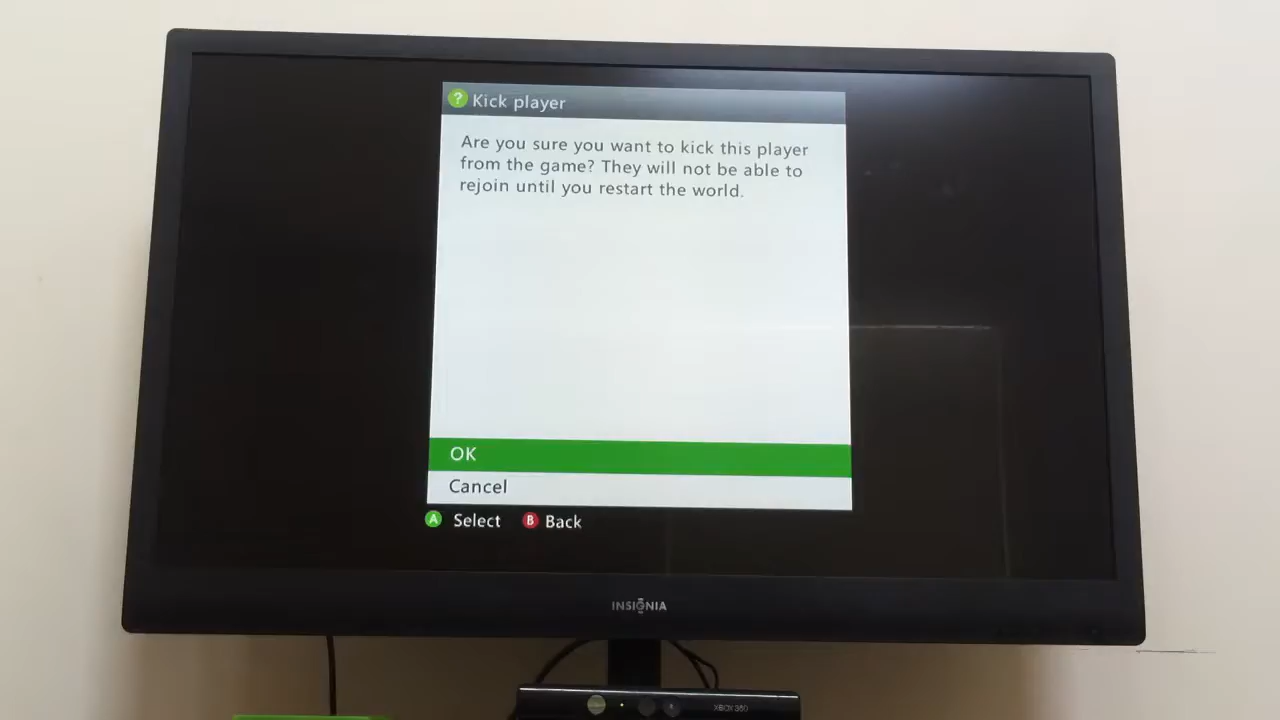 ? Kick player
Are you sure you want to kick this player
from the game? They will not be able to
rejoin until you restart the world.
OK
Cancel
A Select B Back
INSIGNIA
XBOX 360